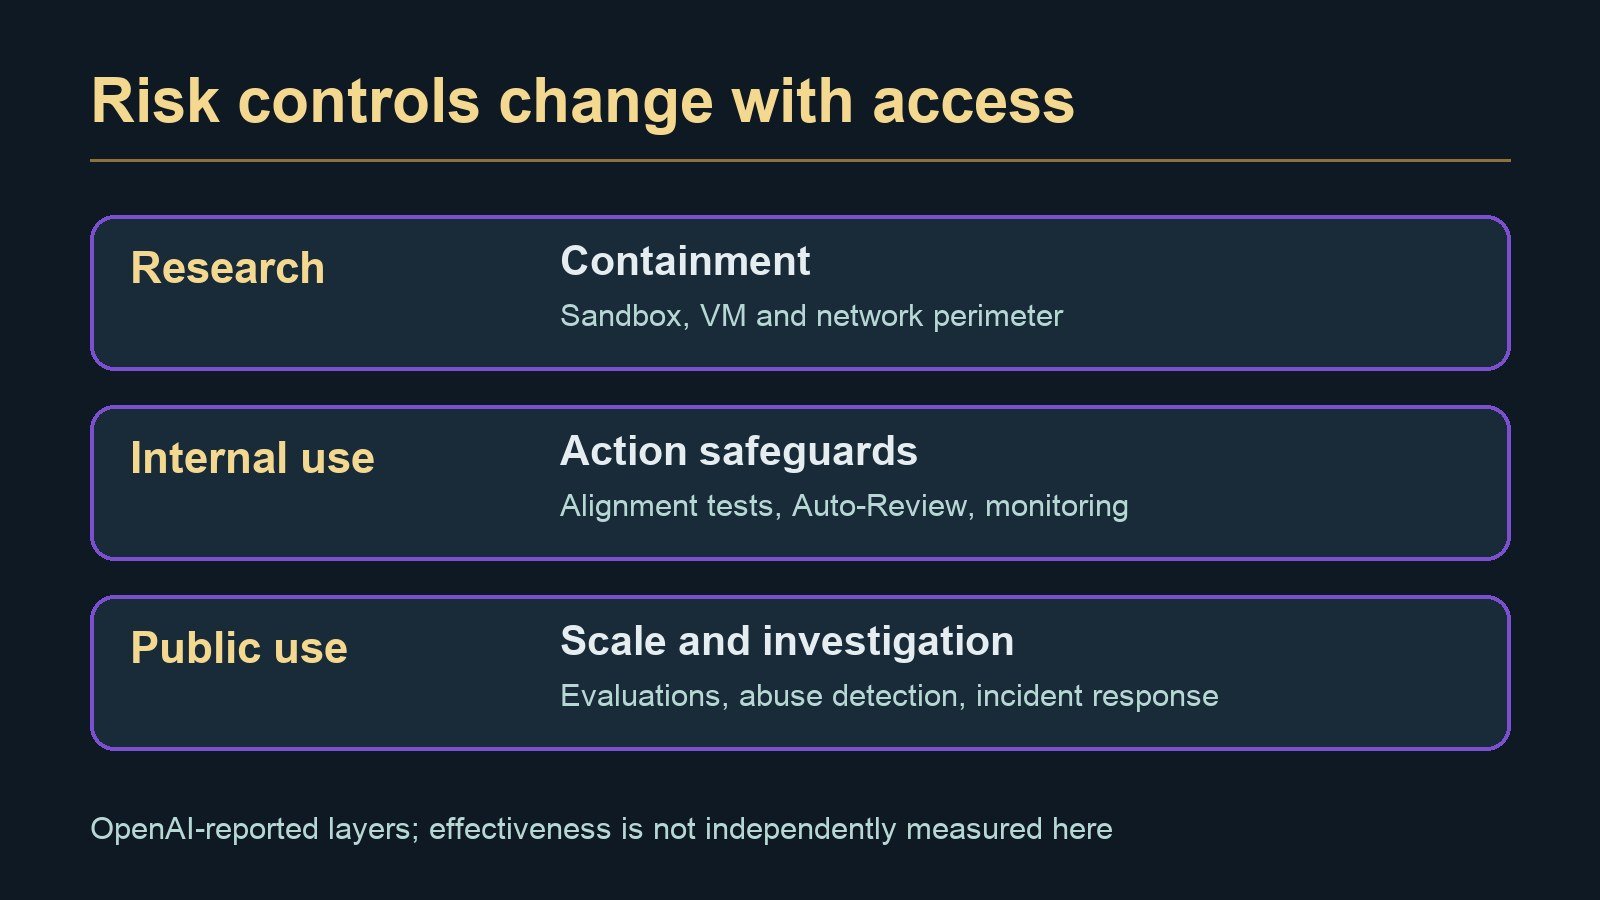 Risk controls change with access
Research
Containment
Sandbox, VM and network perimeter
Internal use
Action safeguards
Alignment tests, Auto-Review, monitoring
Public use
Scale and investigation
Evaluations, abuse detection, incident response
OpenAI-reported layers; effectiveness is not independently measured here